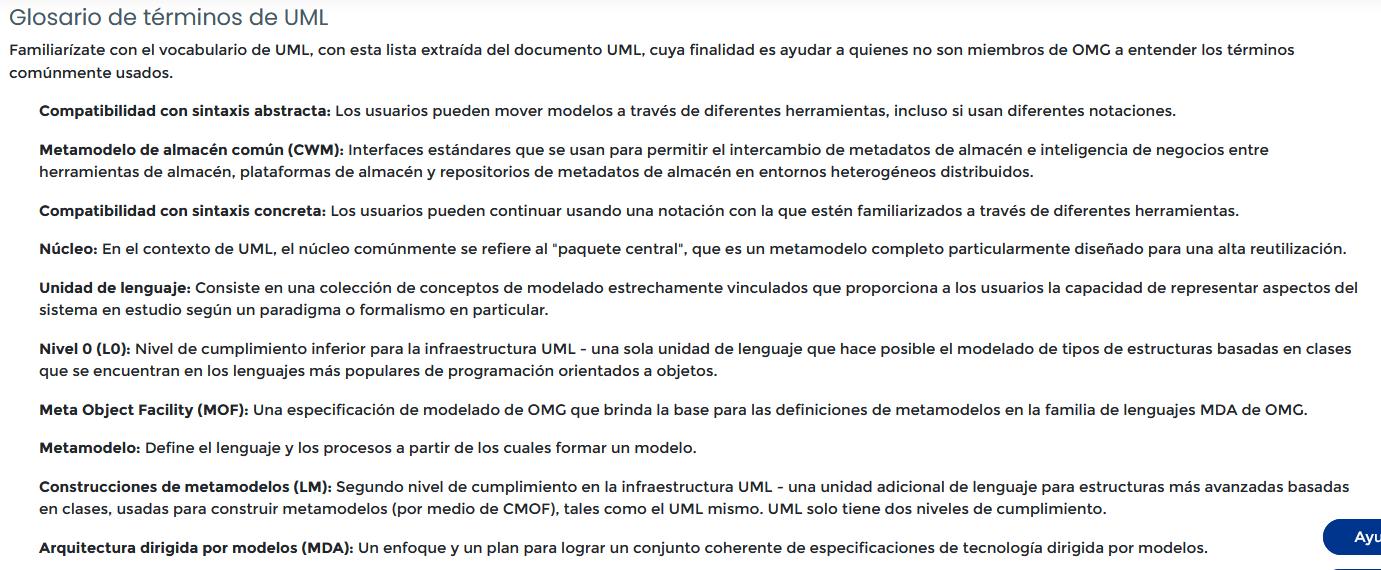 Glosario de términos de UML
Familiarízate con el vocabulario de UML, con esta lista extraída del documento UML, cuya finalidad es ayudar a quienes no son miembros de OMG a entender los términos
comúnmente usados.
Compatibilidad con sintaxis abstracta: Los usuarios pueden mover modelos a través de diferentes herramientas, incluso si usan diferentes notaciones.
Metamodelo de almacén común (CWM): Interfaces estándares que se usan para permitir el intercambio de metadatos de almacén e inteligencia de negocios entre
herramientas de almacén, plataformas de almacén y repositorios de metadatos de almacén en entornos heterogéneos distribuidos.
Compatibilidad con sintaxis concreta: Los usuarios pueden continuar usando una notación con la que estén familiarizados a través de diferentes herramientas.
Núcleo: En el contexto de UML, el núcleo comúnmente se refiere al "paquete central", que es un metamodelo completo particularmente diseñado para una alta reutilización.
Unidad de lenguaje: Consiste en una colección de conceptos de modelado estrechamente vinculados que proporciona a los usuarios la capacidad de representar aspectos del
sistema en estudio según un paradigma o formalismo en particular.
Nivel 0 (L0): Nivel de cumplimiento inferior para la infraestructura UML - una sola unidad de lenguaje que hace posible el modelado de tipos de estructuras basadas en clases
que se encuentran en los lenguajes más populares de programación orientados a objetos.
Meta Object Facility (MOF): Una especificación de modelado de OMG que brinda la base para las definiciones de metamodelos en la familia de lenguajes MDA de OMG.
Metamodelo: Define el lenguaje y los procesos a partir de los cuales formar un modelo.
Construcciones de metamodelos (LM): Segundo nivel de cumplimiento en la infraestructura UML - una unidad adicional de lenguaje para estructuras más avanzadas basadas
en clases, usadas para construir metamodelos (por medio de CMOF), tales como el UML mismo. UML solo tiene dos niveles de cumplimiento.
Arquitectura dirigida por modelos (MDA): Un enfoque y un plan para lograr un conjunto coherente de especificaciones de tecnología dirigida por modelos.
Ayu